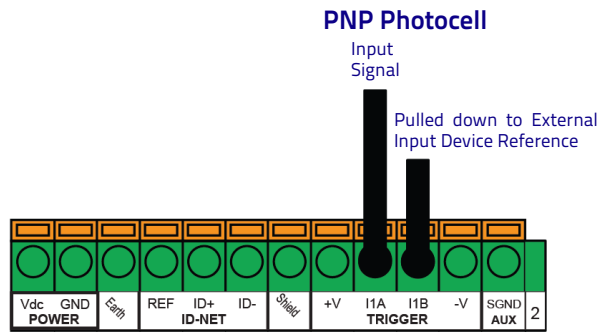 PNP Photocell
Input
Signal
Pulled down to External
Input Device Reference
Vdc GND Earth REF ID+ ID- Shield +V I1A I1B -V SGND
POWER ID-NET TRIGGER AUX 2